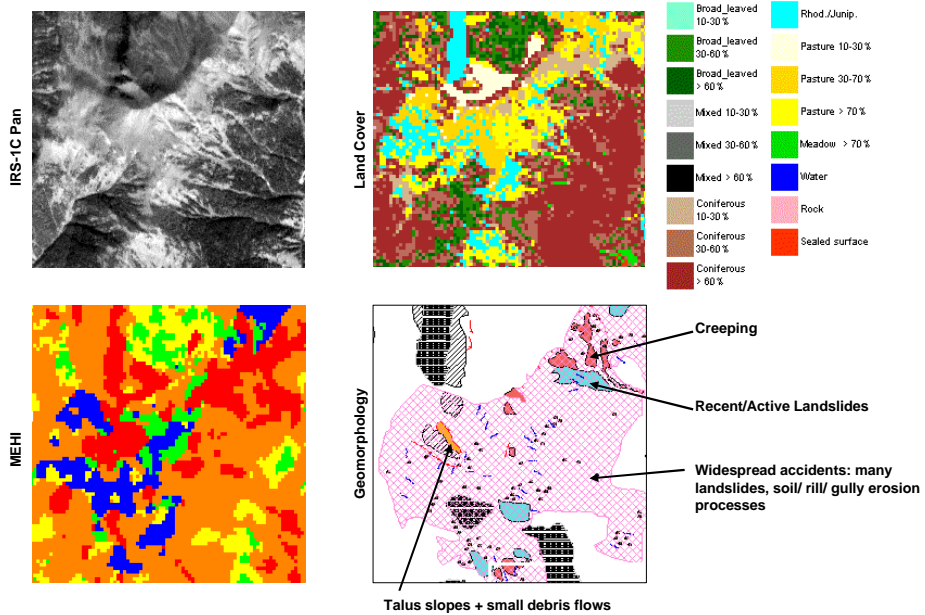 IRS-1C Pan
Land Cover
Broad_leaved
10-30%
Broad_leaved
30-60%
Broad_leaved
> 60%
Mixed 10-30%
Mixed 30-60%
Mixed > 60%
Coniferous
10-30%
Coniferous
30-60%
Coniferous
> 60%
Rhod./Junip.
Pasture 10-30%
Pasture 30-70%
Pasture > 70%
Meadow > 70%
Water
Rock
Sealed surface
MEHI
Geomorphology
Creeping
Recent/Active Landslides
Widespread accidents: many
landslides, soil/ rill/ gully erosion
processes
Talus slopes + small debris flows